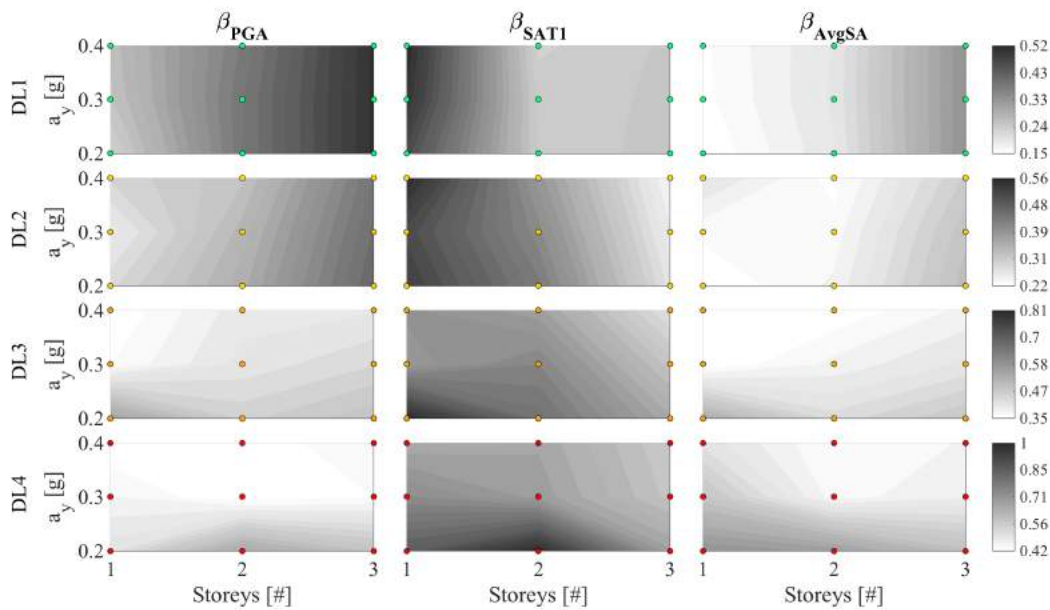 β_PGA β_SAT1 β_AvgSA
DL1 a_y [g] 0.4 0.3 0.2 0.52 0.43 0.34 0.24 0.15
DL2 a_y [g] 0.4 0.3 0.2 0.56 0.48 0.39 0.31 0.22
DL3 a_y [g] 0.4 0.3 0.2 0.81 0.7 0.58 0.47 0.35
DL4 a_y [g] 0.4 0.3 0.2 1 0.85 0.71 0.56 0.42
1 2 3 1 2 3 1 2 3
Storeys [#] Storeys [#] Storeys [#]